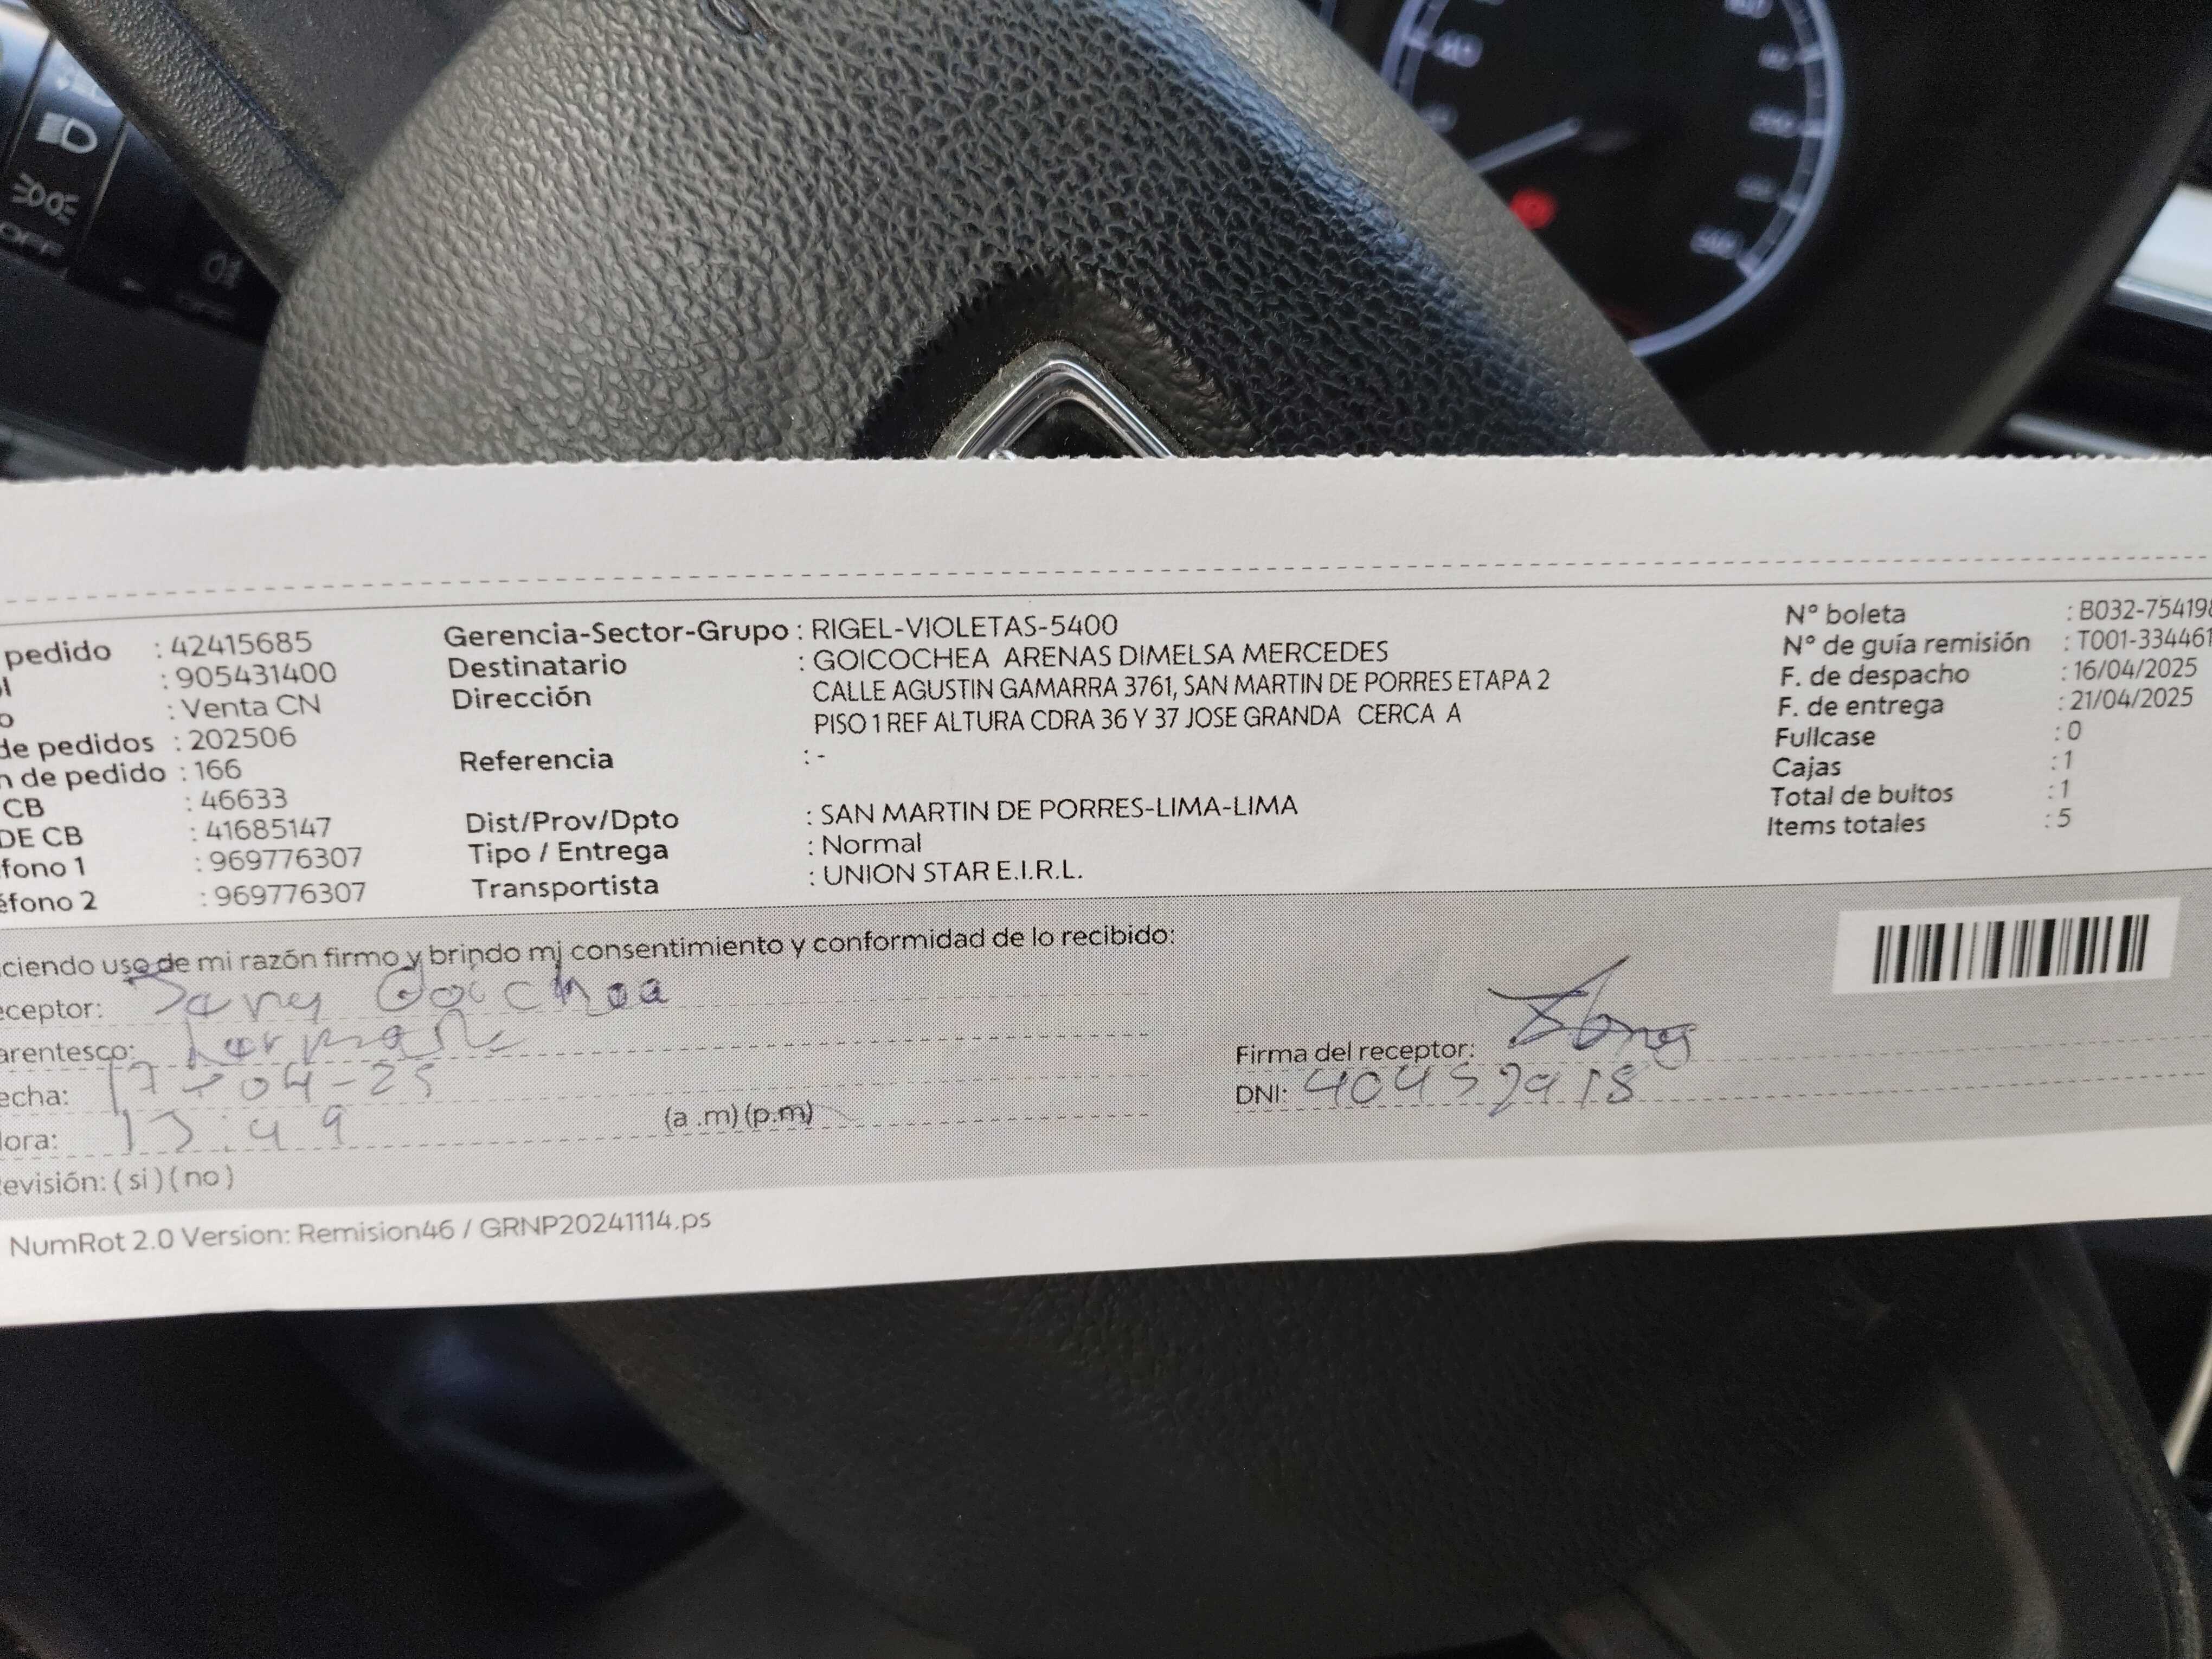 pedido : 42415685
l : 905431400
o : Venta CN
de pedidos : 202506
n de pedido : 166
CB : 46633
DE CB : 41685147
fono 1 : 969776307
éfono 2 : 969776307
Gerencia-Sector-Grupo : RIGEL-VIOLETAS-5400
Destinatario : GOICOCHEA ARENAS DIMELSA MERCEDES
Dirección CALLE AGUSTIN GAMARRA 3761, SAN MARTIN DE PORRES ETAPA 2
PISO 1 REF ALTURA CDRA 36 Y 37 JOSE GRANDA CERCA A
Referencia : -
Dist/Prov/Dpto : SAN MARTIN DE PORRES-LIMA-LIMA
Tipo / Entrega : Normal
Transportista : UNION STAR E.I.R.L.
N° boleta : B032-75419
N° de guía remisión : T001-334461
F. de despacho : 16/04/2025
F. de entrega : 21/04/2025
Fullcase : 0
Cajas : 1
Total de bultos : 1
Items totales : 5
ciendo uso de mi razón firmo y brindo mi consentimiento y conformidad de lo recibido:
eceptor: Goicochea
arentesco:
echa: 17-04-25
ora: (a .m) (p.m)
evisión: ( si ) ( no )
Firma del receptor:
DNI:
NumRot 2.0 Version: Remision46 / GRNP20241114.ps
OFF